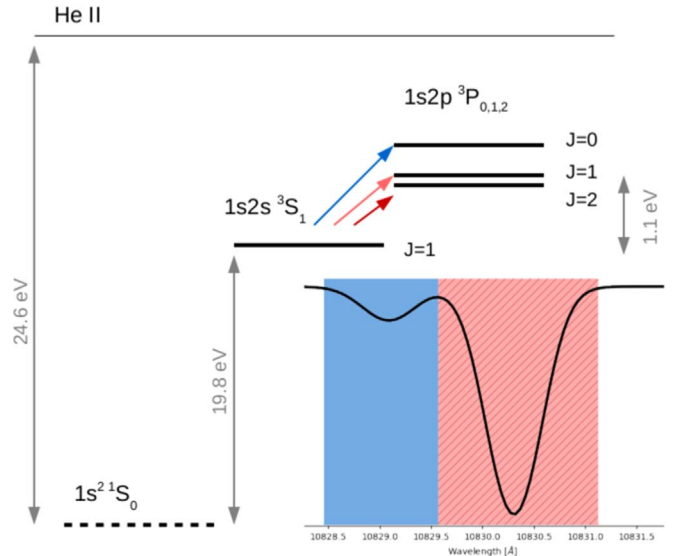 He II
1s2p ³P₀,₁,₂
J=0
J=1
J=2
1s2s ³S₁
J=1
1.1 eV
24.6 eV
19.8 eV
1s² ¹S₀
10828.5 10829.0 10829.5 10830.0 10830.5 10831.0 10831.5
Wavelength [Å]